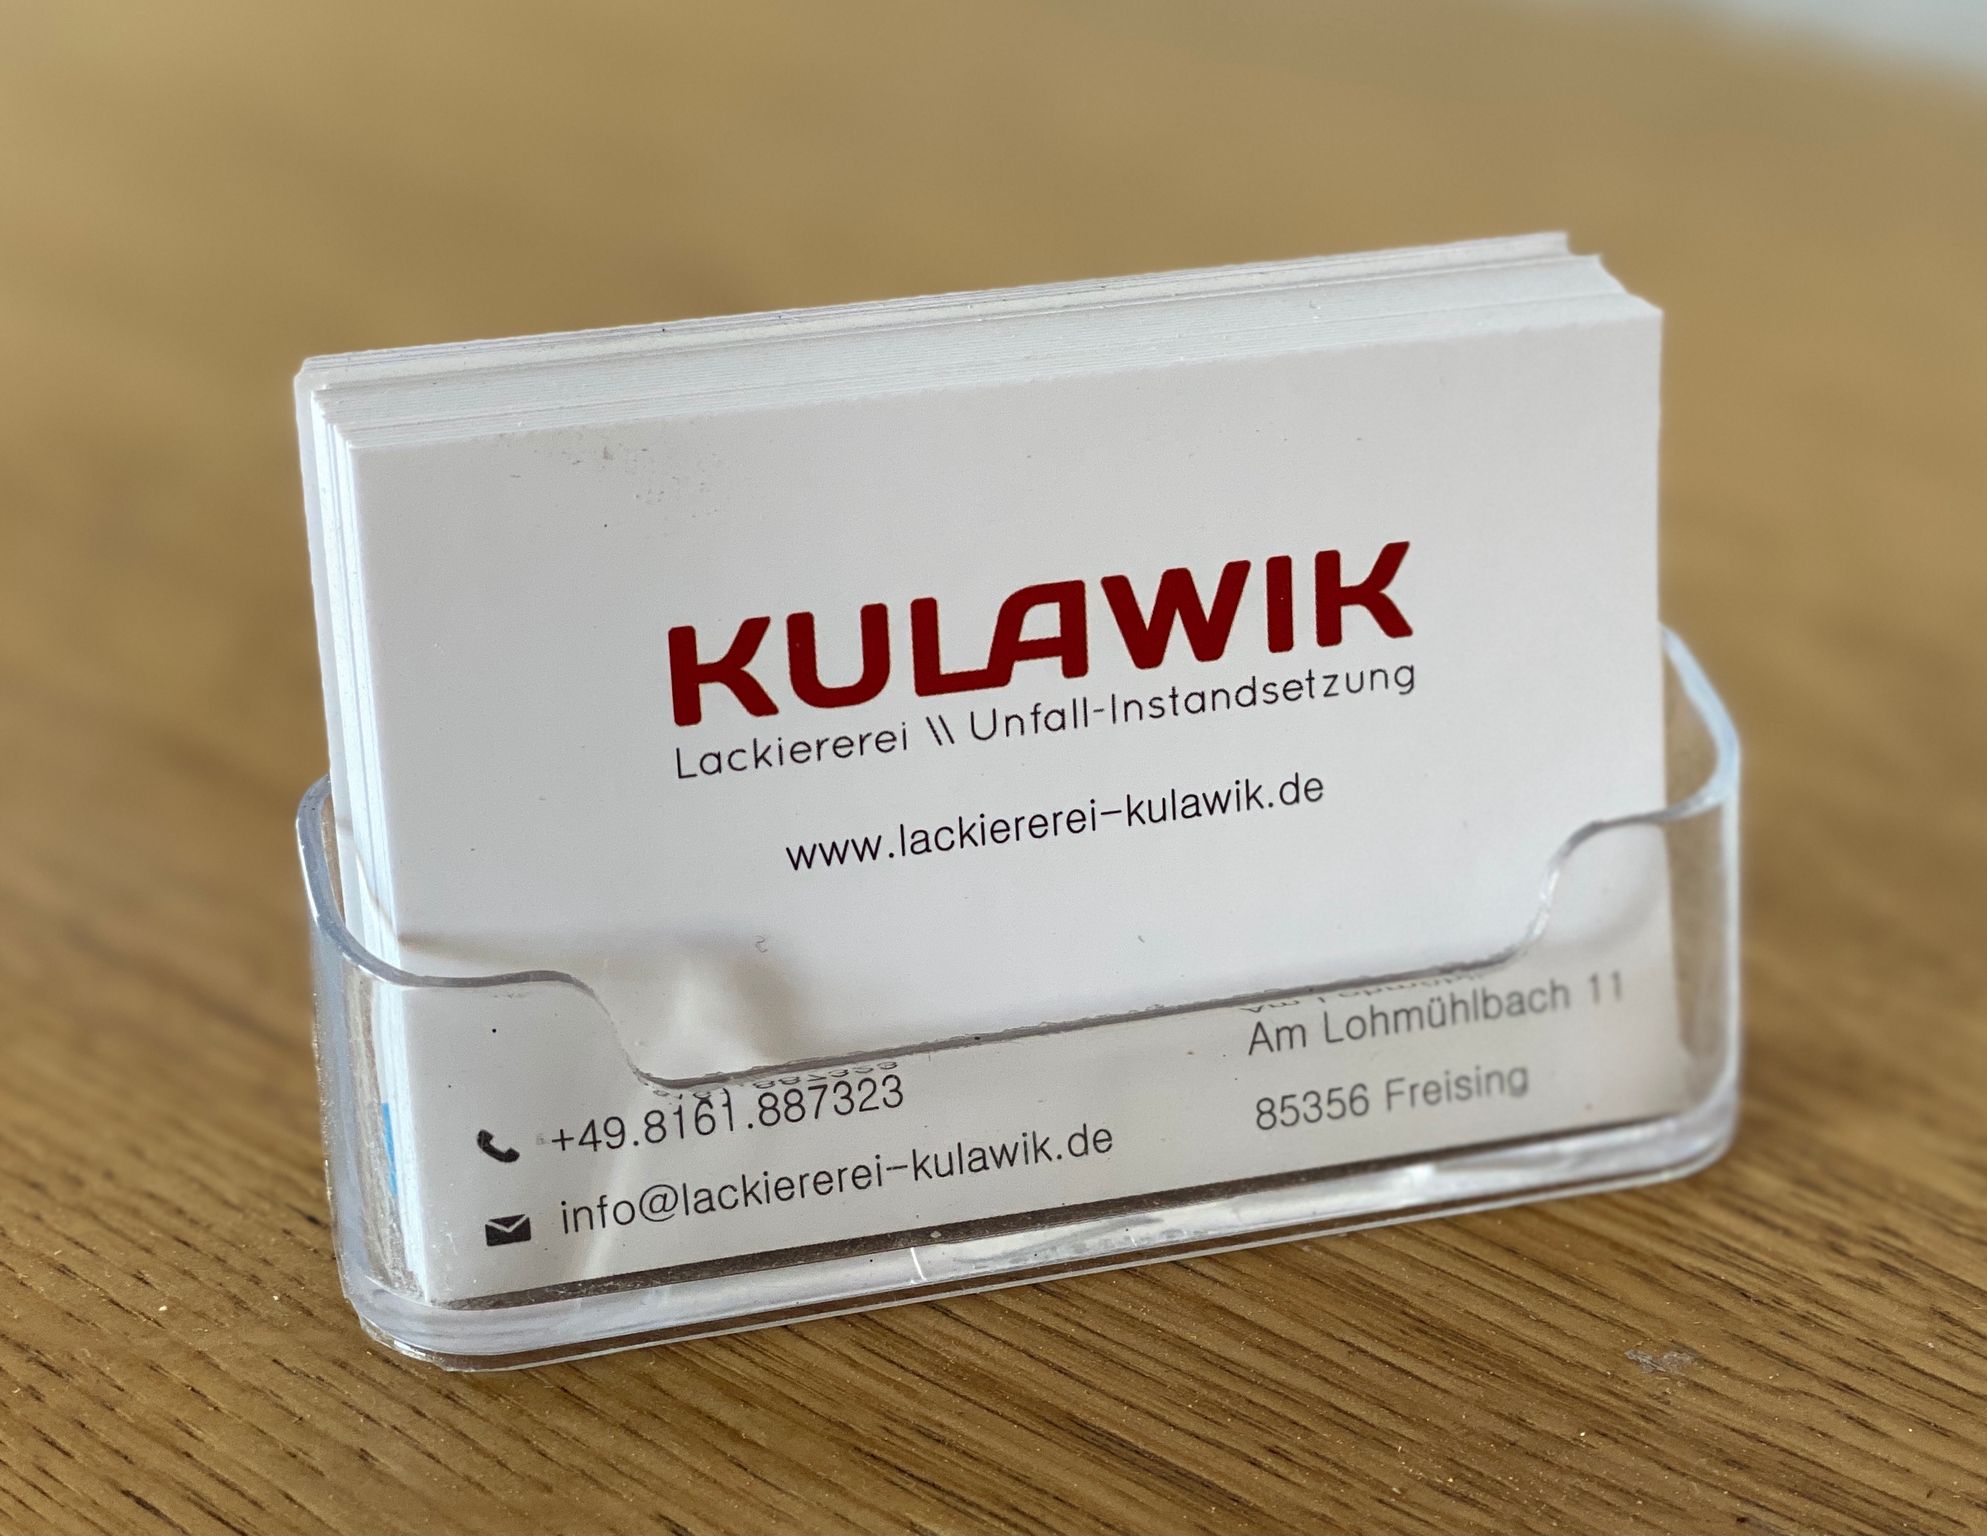 KULAWIK
Lackiererei \\ Unfall-Instandsetzung
www.lackiererei-kulawik.de
+49.8161.887323
info@lackiererei-kulawik.de
Am Lohmühlbach 11
85356 Freising